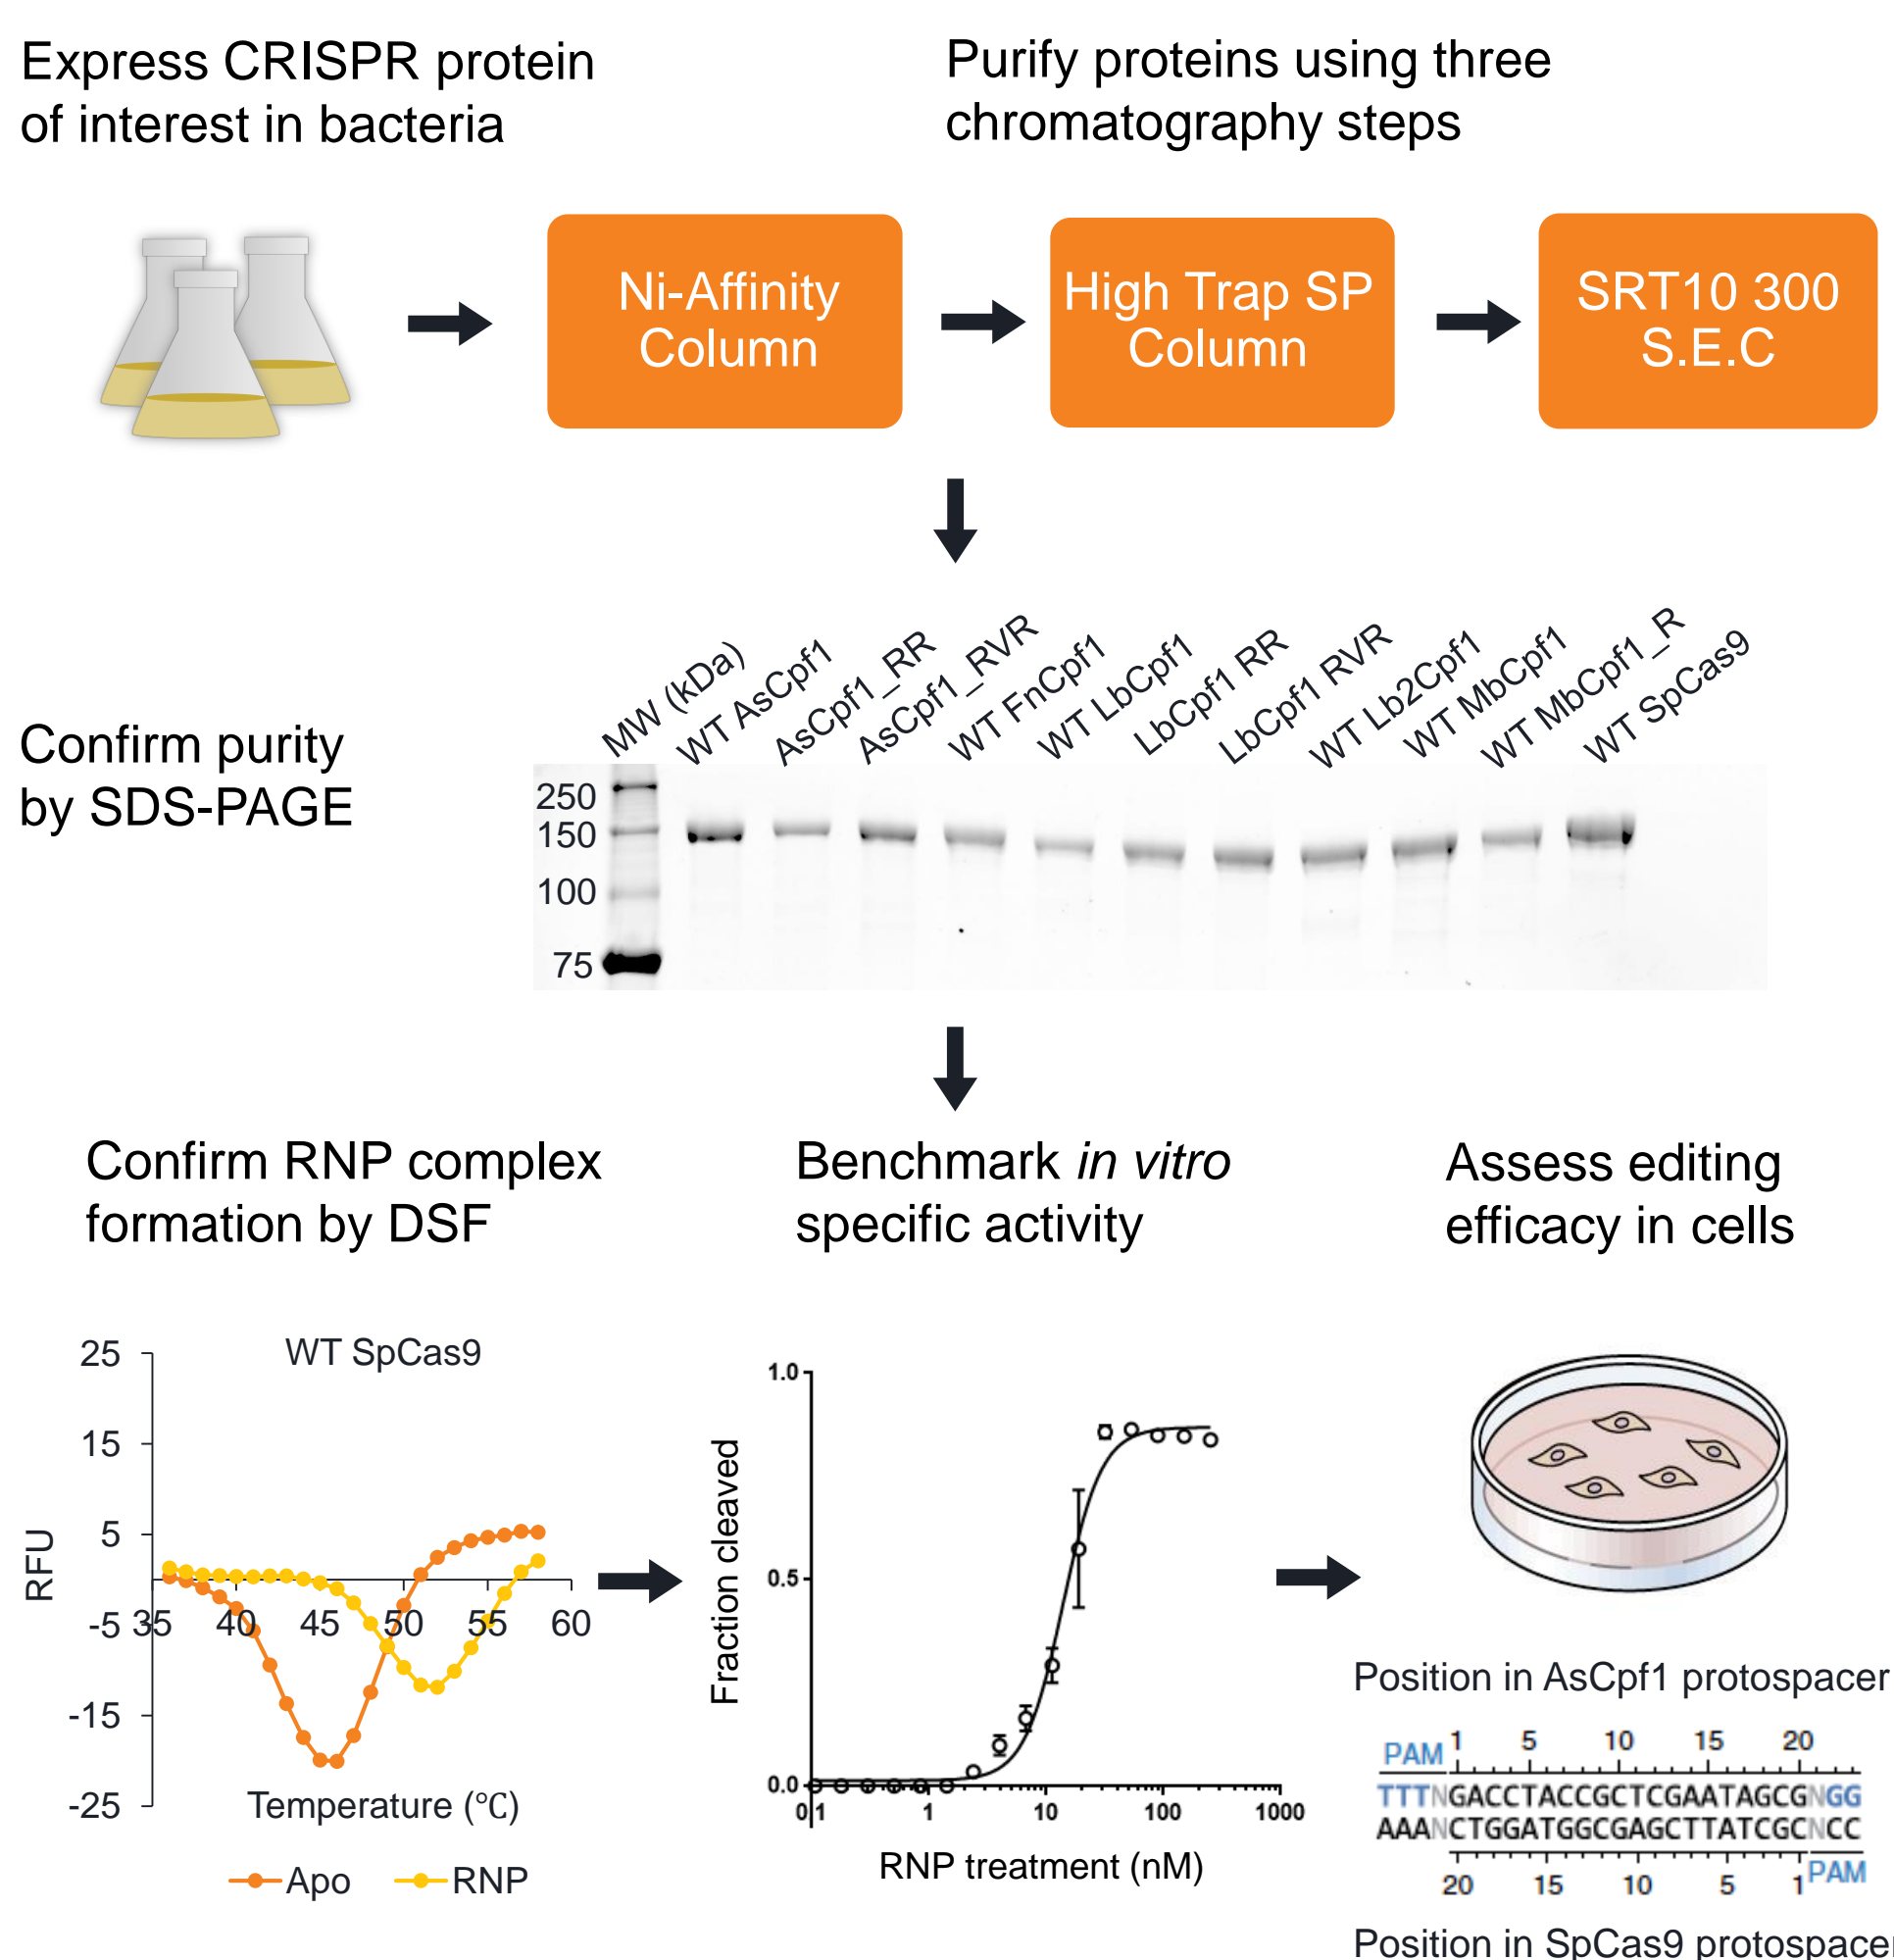 Express CRISPR protein
of interest in bacteria
Purify proteins using three
chromatography steps
Ni-Affinity
Column
High Trap SP
Column
SRT10 300
S.E.C
Confirm purity
by SDS-PAGE
MW (kDa)
WT AsCpf1
AsCpf1_RR
AsCpf1_RVR
WT FnCpf1
WT LbCpf1
LbCpf1 RR
LbCpf1 RVR
WT Lb2Cpf1
WT MbCpf1
WT MbCpf1_R
WT SpCas9
250
150
100
75
Confirm RNP complex
formation by DSF
Benchmark in vitro
specific activity
Assess editing
efficacy in cells
WT SpCas9
25
15
5
-5
-15
-25
RFU
35 40 45 50 55 60
Temperature (°C)
Apo RNP
1.0
0.5
0.0
Fraction cleaved
0.1 1 10 100 1000
RNP treatment (nM)
Position in AsCpf1 protospacer
PAM 1 5 10 15 20
TTTNGACCTACCGCTCGAATAGCGNGG
AAANCTGGATGGCGAGCTTATCGCNCC
20 15 10 5 1 PAM
Position in SpCas9 protospacer